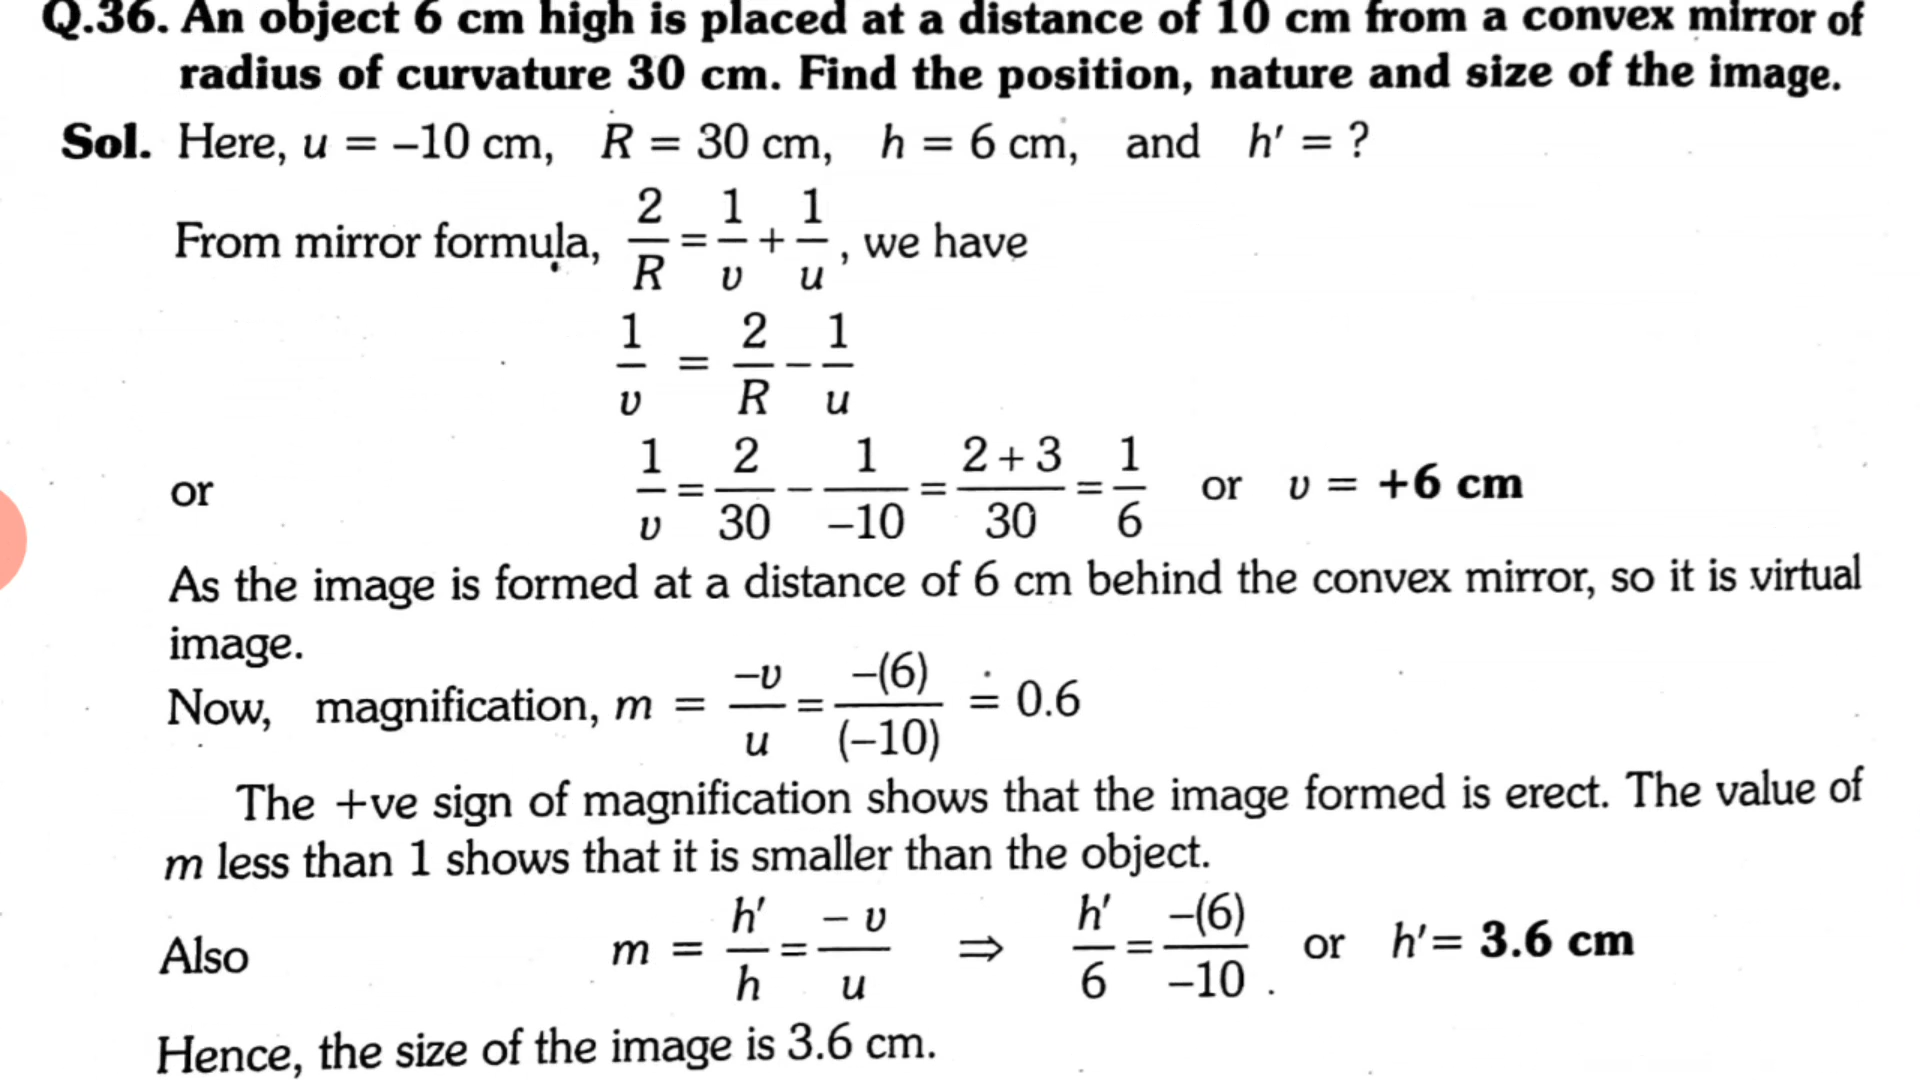 Q.36. An object 6 cm high is placed at a distance of 10 cm from a convex mirror of
radius of curvature 30 cm. Find the position, nature and size of the image.
Sol. Here, u = –10 cm, R = 30 cm, h = 6 cm, and h′ = ?
From mirror formula, 2/R = 1/υ + 1/u, we have
1/υ = 2/R – 1/u
or 1/υ = 2/30 – 1/–10 = 2 + 3/30 = 1/6 or υ = +6 cm
As the image is formed at a distance of 6 cm behind the convex mirror, so it is virtual
image.
Now, magnification, m = –υ/u = –(6)/(–10) = 0.6
The +ve sign of magnification shows that the image formed is erect. The value of
m less than 1 shows that it is smaller than the object.
Also m = h′/h = – υ/u ⇒ h′/6 = –(6)/–10 or h′= 3.6 cm
Hence, the size of the image is 3.6 cm.